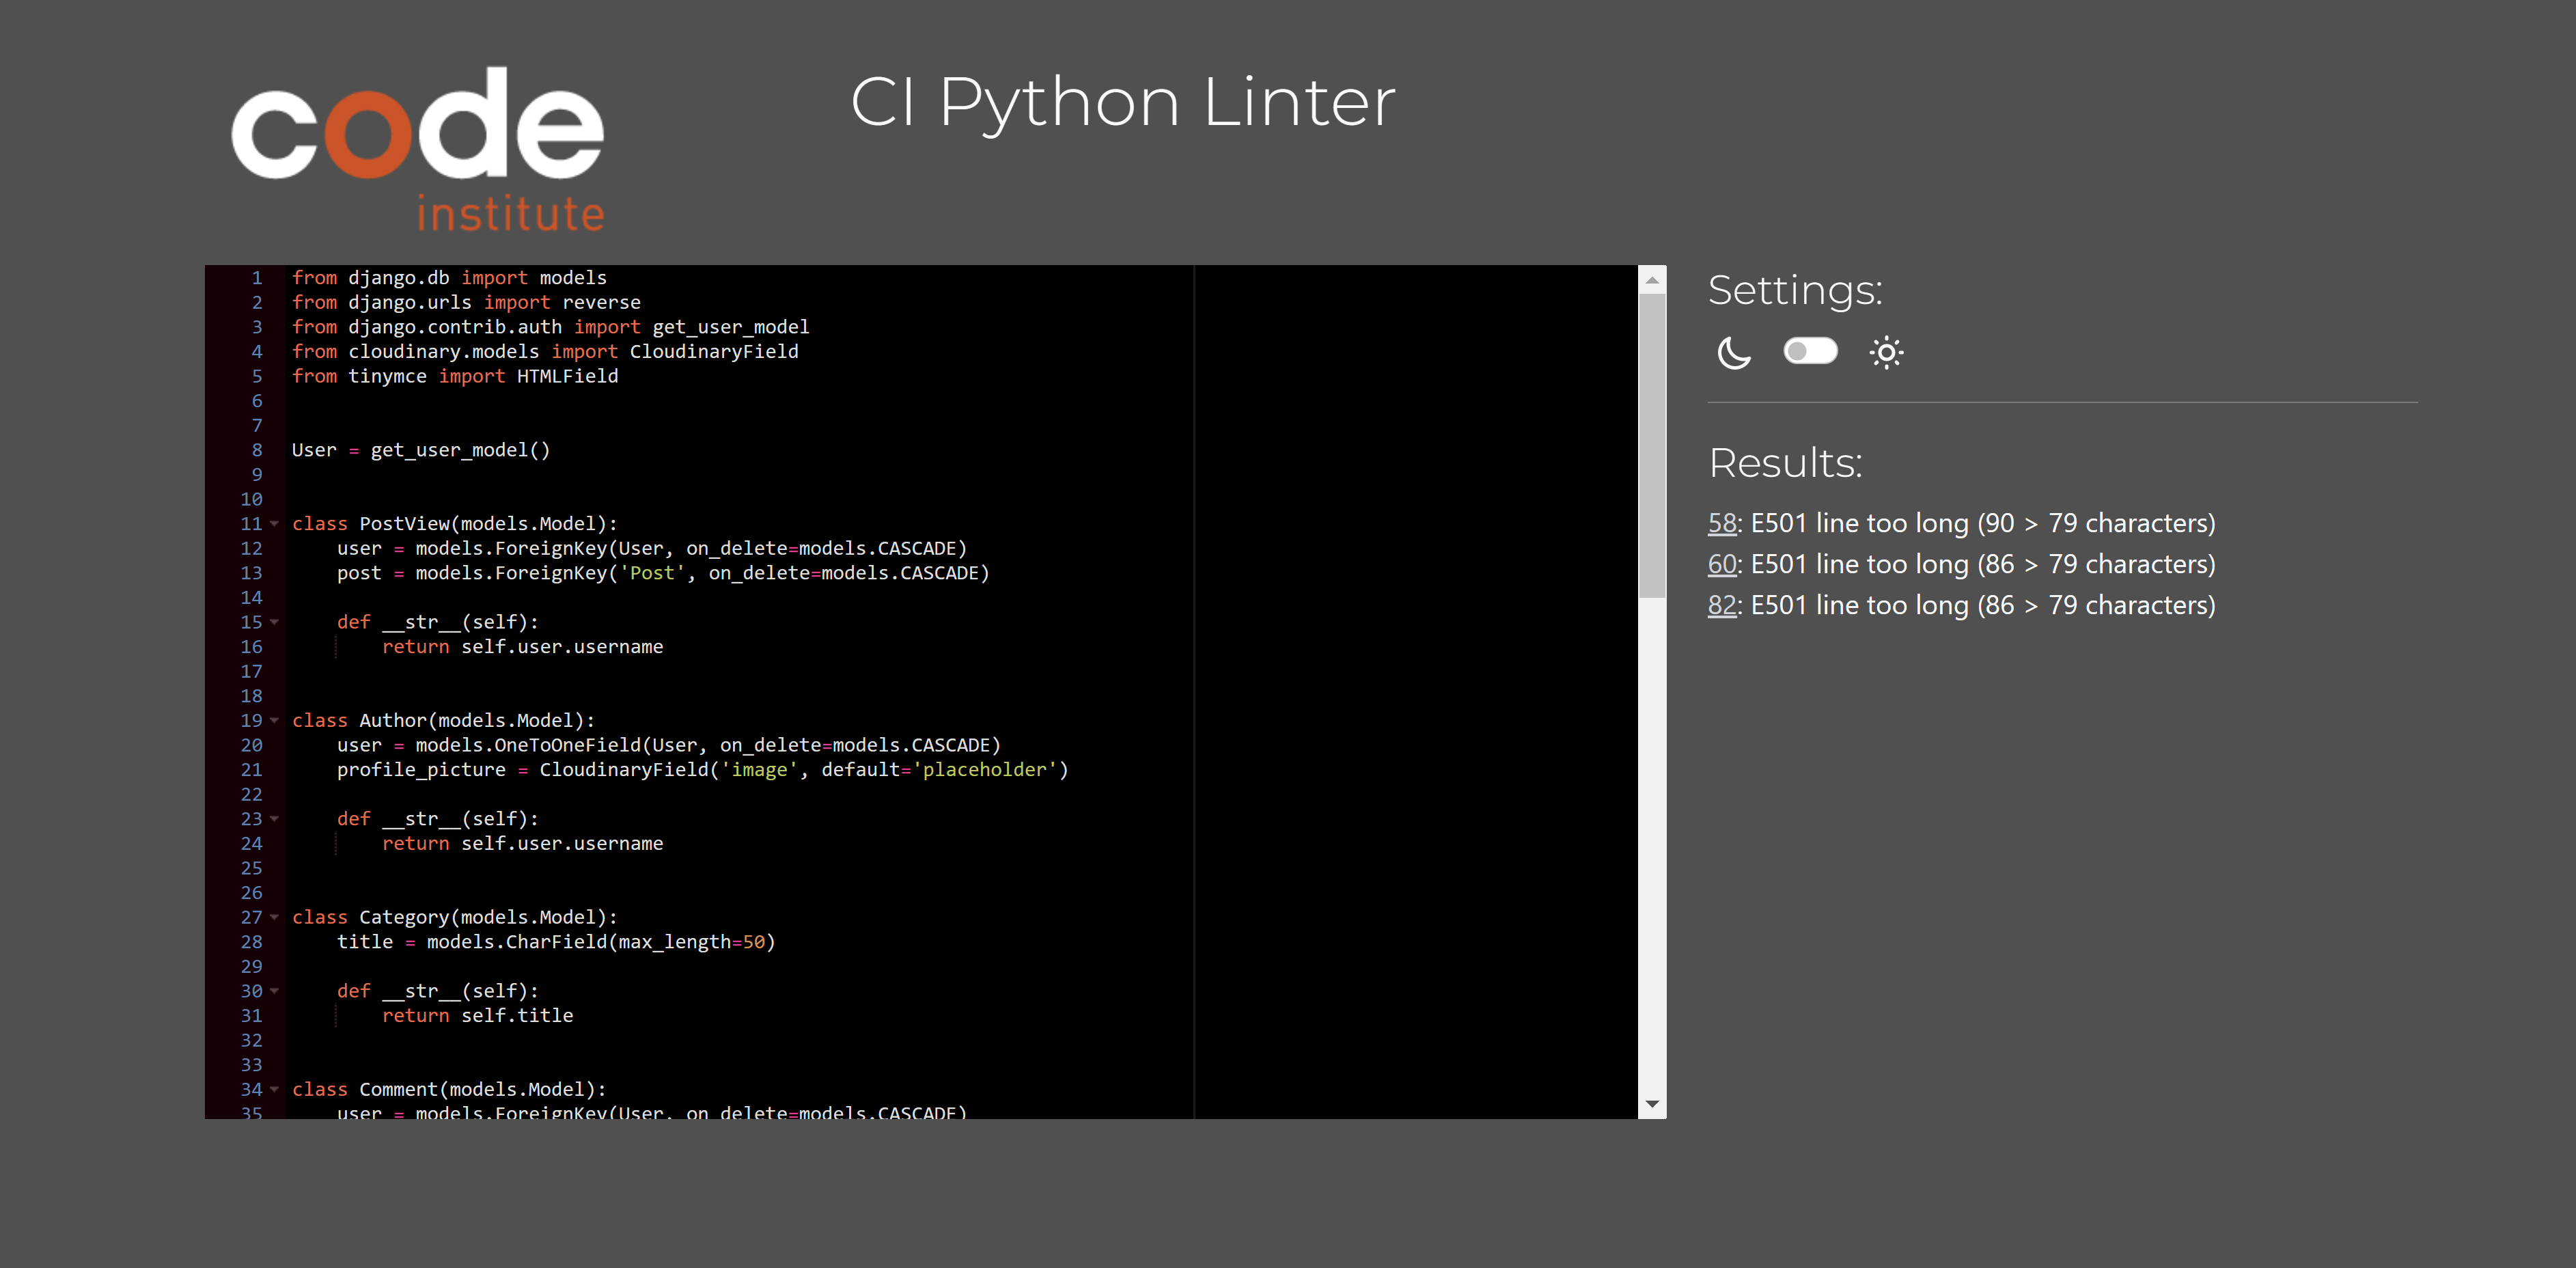 code
institute
CI Python Linter
1 from django.db import models
2 from django.urls import reverse
3 from django.contrib.auth import get_user_model
4 from cloudinary.models import CloudinaryField
5 from tinymce import HTMLField
6
7
8 User = get_user_model()
9
10
11 class PostView(models.Model):
12     user = models.ForeignKey(User, on_delete=models.CASCADE)
13     post = models.ForeignKey('Post', on_delete=models.CASCADE)
14
15     def __str__(self):
16         return self.user.username
17
18
19 class Author(models.Model):
20     user = models.OneToOneField(User, on_delete=models.CASCADE)
21     profile_picture = CloudinaryField('image', default='placeholder')
22
23     def __str__(self):
24         return self.user.username
25
26
27 class Category(models.Model):
28     title = models.CharField(max_length=50)
29
30     def __str__(self):
31         return self.title
32
33
34 class Comment(models.Model):
35     user = models.ForeignKey(User, on_delete=models.CASCADE)
Settings:
Results:
58: E501 line too long (90 > 79 characters)
60: E501 line too long (86 > 79 characters)
82: E501 line too long (86 > 79 characters)